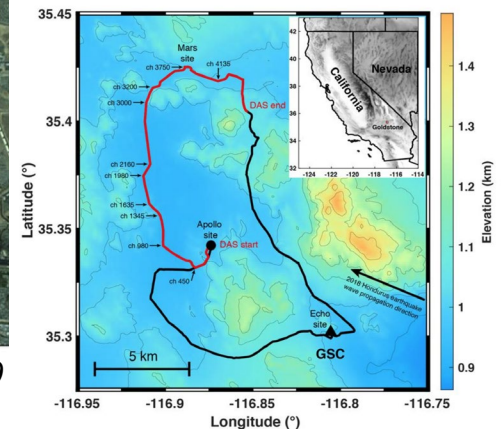 35.45
35.4
35.35
35.3
Latitude (°)
-116.95
-116.9
-116.85
-116.8
-116.75
Longitude (°)
Mars
site
ch 3750
ch 4135
ch 3200
ch 3000
DAS end
ch 2160
ch 1980
ch 1635
ch 1345
ch 980
Apollo
site
DAS start
ch 450
Echo
site
GSC
5 km
2018 Hondurus earthquake
wave propagation direction
42
40
38
36
34
32
-124
-122
-120
-118
-116
-114
California
Nevada
Goldstone
1.4
1.3
1.2
1.1
1
0.9
Elevation (km)